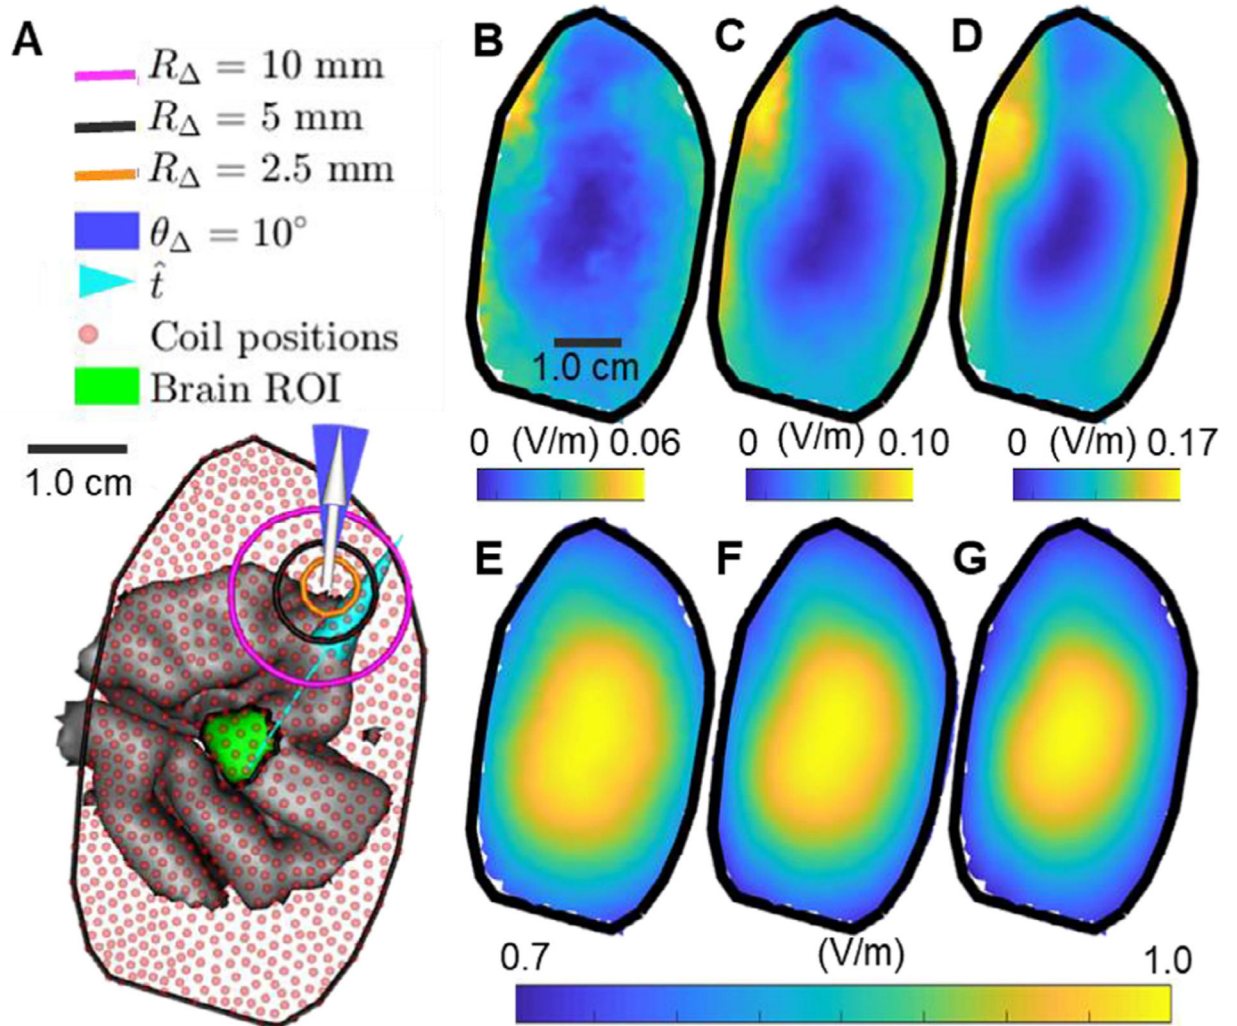 A
R_Δ = 10 mm
R_Δ = 5 mm
R_Δ = 2.5 mm
θ_Δ = 10°
t̂
Coil positions
Brain ROI
1.0 cm
B
C
D
1.0 cm
0 (V/m) 0.06
0 (V/m) 0.10
0 (V/m) 0.17
E
F
G
0.7 (V/m) 1.0